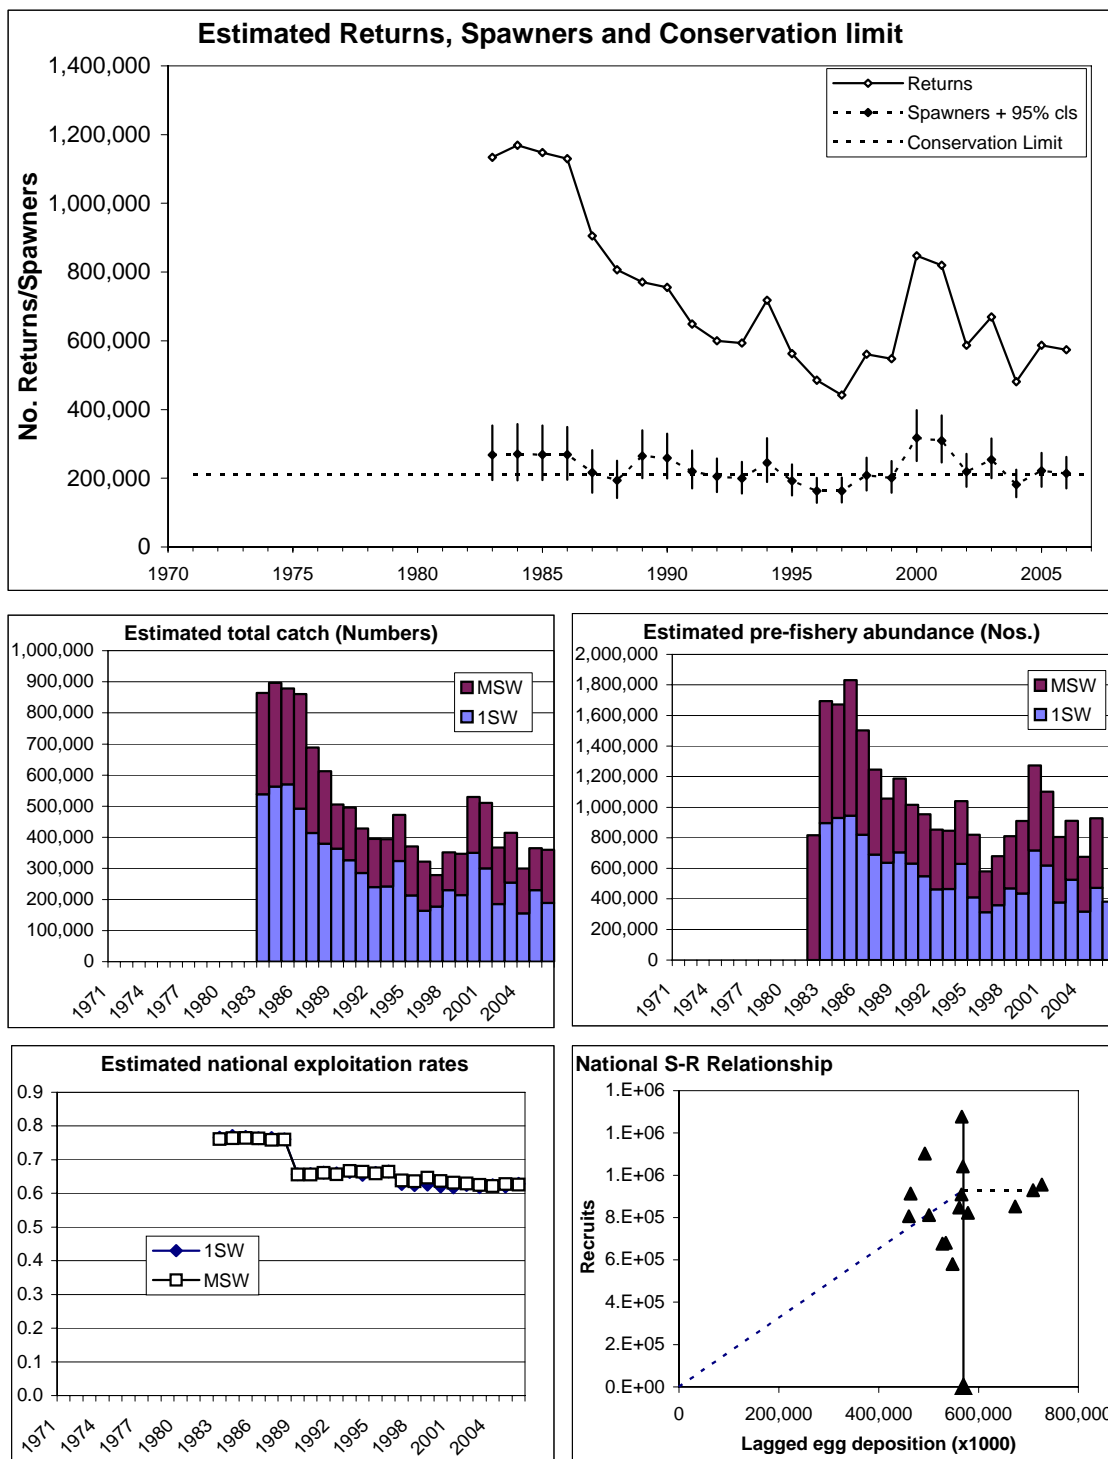 Estimated Returns, Spawners and Conservation limit
No. Returns/Spawners
1,400,000
1,200,000
1,000,000
800,000
600,000
400,000
200,000
0
Returns
Spawners + 95% cls
Conservation Limit
1970 1975 1980 1985 1990 1995 2000 2005
Estimated total catch (Numbers)
1,000,000
900,000
800,000
700,000
600,000
500,000
400,000
300,000
200,000
100,000
0
MSW
1SW
1971 1974 1977 1980 1983 1986 1989 1992 1995 1998 2001 2004
Estimated pre-fishery abundance (Nos.)
2,000,000
1,800,000
1,600,000
1,400,000
1,200,000
1,000,000
800,000
600,000
400,000
200,000
0
MSW
1SW
1971 1974 1977 1980 1983 1986 1989 1992 1995 1998 2001 2004
Estimated national exploitation rates
0.9
0.8
0.7
0.6
0.5
0.4
0.3
0.2
0.1
0.0
1SW
MSW
1971 1974 1977 1980 1983 1986 1989 1992 1995 1998 2001 2004
National S-R Relationship
Recruits
1.E+06
1.E+06
1.E+06
8.E+05
6.E+05
4.E+05
2.E+05
0.E+00
0 200,000 400,000 600,000 800,000
Lagged egg deposition (x1000)